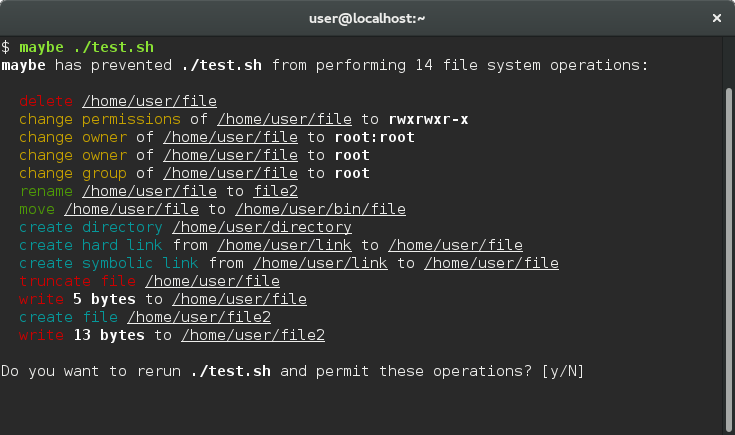 user@localhost:~
$ maybe ./test.sh
maybe has prevented ./test.sh from performing 14 file system operations:
delete /home/user/file
change permissions of /home/user/file to rwxrwxr-x
change owner of /home/user/file to root:root
change owner of /home/user/file to root
change group of /home/user/file to root
rename /home/user/file to file2
move /home/user/file to /home/user/bin/file
create directory /home/user/directory
create hard link from /home/user/link to /home/user/file
create symbolic link from /home/user/link to /home/user/file
truncate file /home/user/file
write 5 bytes to /home/user/file
create file /home/user/file2
write 13 bytes to /home/user/file2
Do you want to rerun ./test.sh and permit these operations? [y/N]